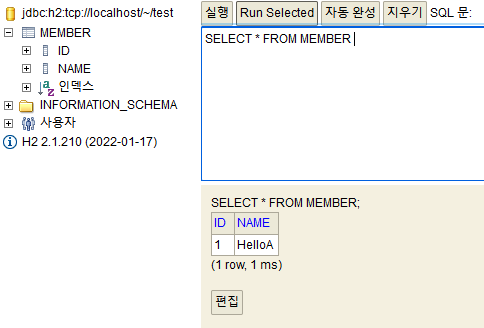 jdbc:h2:tcp://localhost/~/test
MEMBER
ID
NAME
인덱스
INFORMATION_SCHEMA
사용자
H2 2.1.210 (2022-01-17)
실행 Run Selected 자동 완성 지우기 SQL 문:
SELECT * FROM MEMBER
SELECT * FROM MEMBER;
ID NAME
1 HelloA
(1 row, 1 ms)
편집